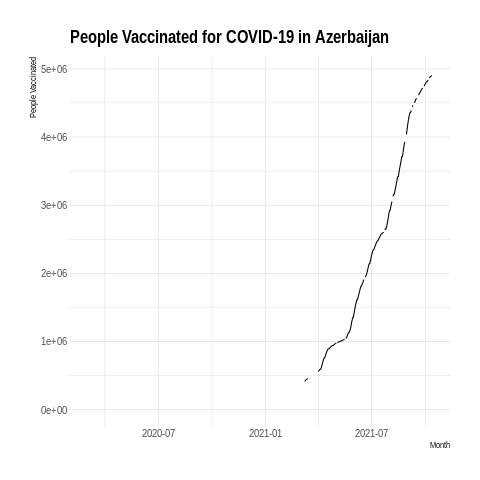 People Vaccinated for COVID-19 in Azerbaijan
People Vaccinated
5e+06
4e+06
3e+06
2e+06
1e+06
0e+00
2020-07
2021-01
2021-07
Month